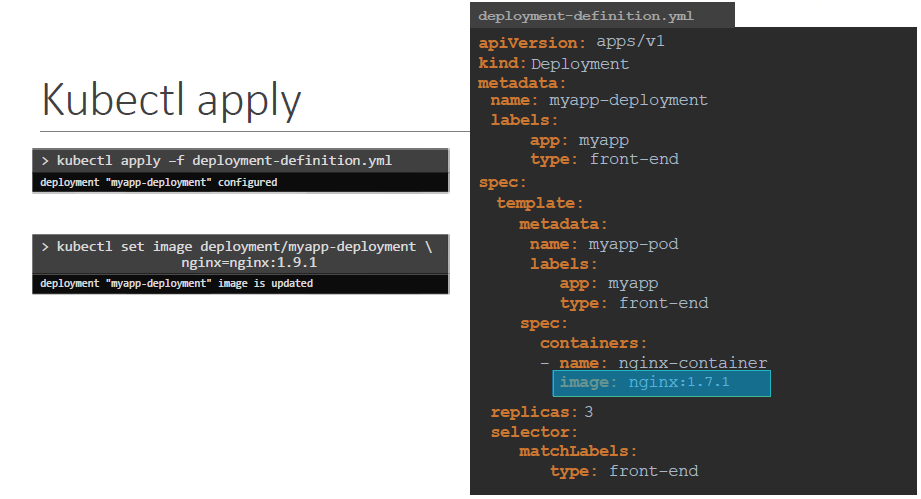 Kubectl apply
> kubectl apply –f deployment-definition.yml
deployment "myapp-deployment" configured
> kubectl set image deployment/myapp-deployment \
nginx=nginx:1.9.1
deployment "myapp-deployment" image is updated
deployment-definition.yml
apiVersion: apps/v1
kind: Deployment
metadata:
name: myapp-deployment
labels:
app: myapp
type: front-end
spec:
template:
metadata:
name: myapp-pod
labels:
app: myapp
type: front-end
spec:
containers:
- name: nginx-container
image: nginx:1.7.1
replicas: 3
selector:
matchLabels:
type: front-end